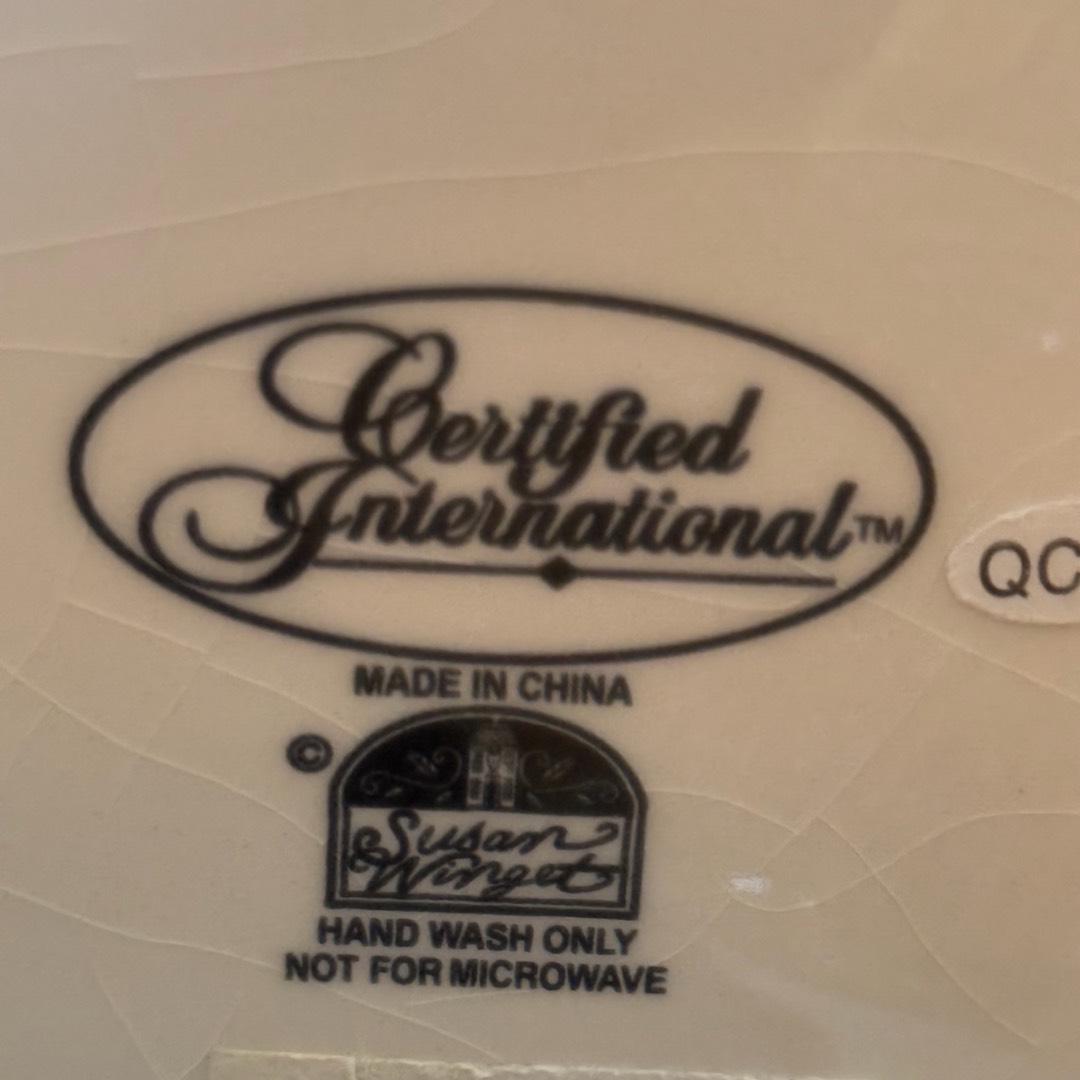 Certified
International™
QC
MADE IN CHINA
©
Susan
Winget
HAND WASH ONLY
NOT FOR MICROWAVE